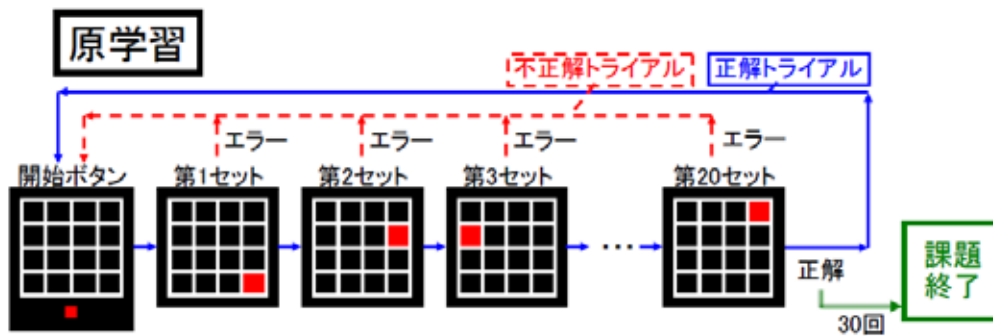 原学習
不正解トライアル
正解トライアル
エラー
エラー
エラー
エラー
開始ボタン
第1セット
第2セット
第3セット
第20セット
・・・
正解
30回
課題
終了